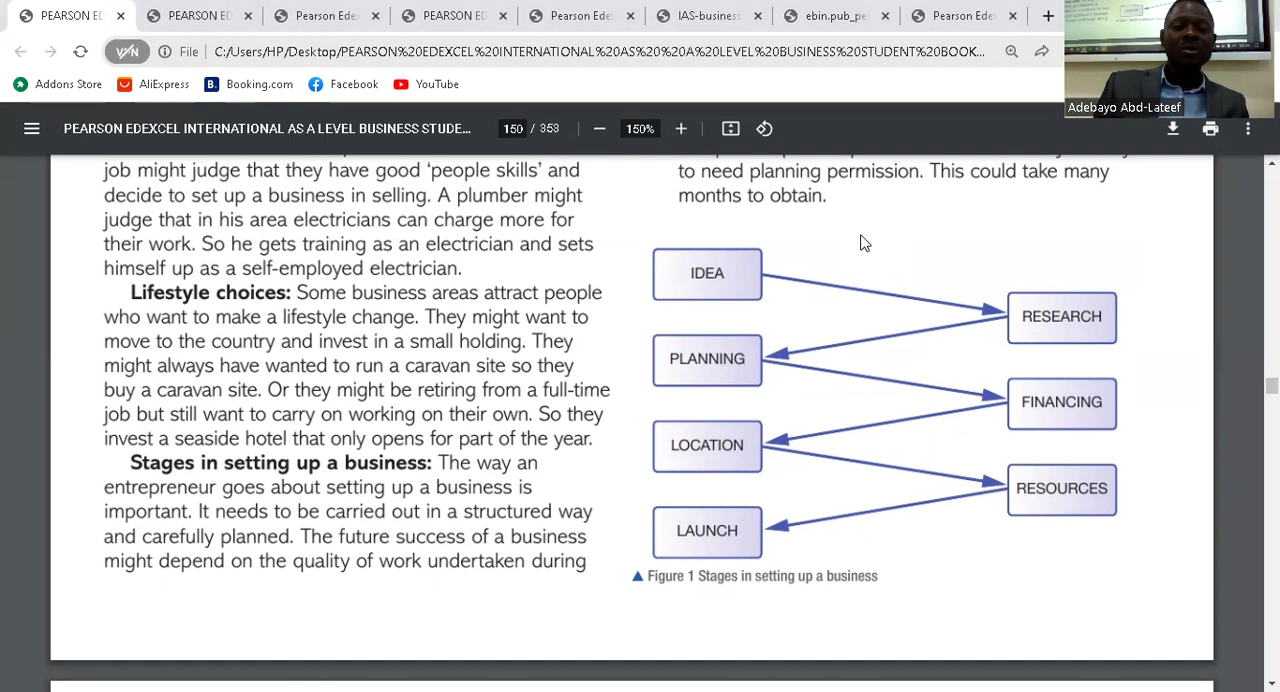 PEARSON ED
PEARSON ED
Pearson Edex
PEARSON ED
Pearson Ede
IAS-business
ebin.pub_pe
Pearson Ede
File
C:/Users/HP/Desktop/PEARSON%20EDEXCEL%20INTERNATIONAL%20AS%20%20A%20LEVEL%20BUSINESS%20STUDENT%20BOOK...
Addons Store
AliExpress
Booking.com
Facebook
YouTube
Adebayo Abd-Lateef
PEARSON EDEXCEL INTERNATIONAL AS A LEVEL BUSINESS STUDE...
150 / 353
150%
job might judge that they have good ‘people skills’ and
decide to set up a business in selling. A plumber might
judge that in his area electricians can charge more for
their work. So he gets training as an electrician and sets
himself up as a self-employed electrician.
Lifestyle choices: Some business areas attract people
who want to make a lifestyle change. They might want to
move to the country and invest in a small holding. They
might always have wanted to run a caravan site so they
buy a caravan site. Or they might be retiring from a full-time
job but still want to carry on working on their own. So they
invest a seaside hotel that only opens for part of the year.
Stages in setting up a business: The way an
entrepreneur goes about setting up a business is
important. It needs to be carried out in a structured way
and carefully planned. The future success of a business
might depend on the quality of work undertaken during
to need planning permission. This could take many
months to obtain.
IDEA
RESEARCH
PLANNING
FINANCING
LOCATION
RESOURCES
LAUNCH
▲ Figure 1 Stages in setting up a business